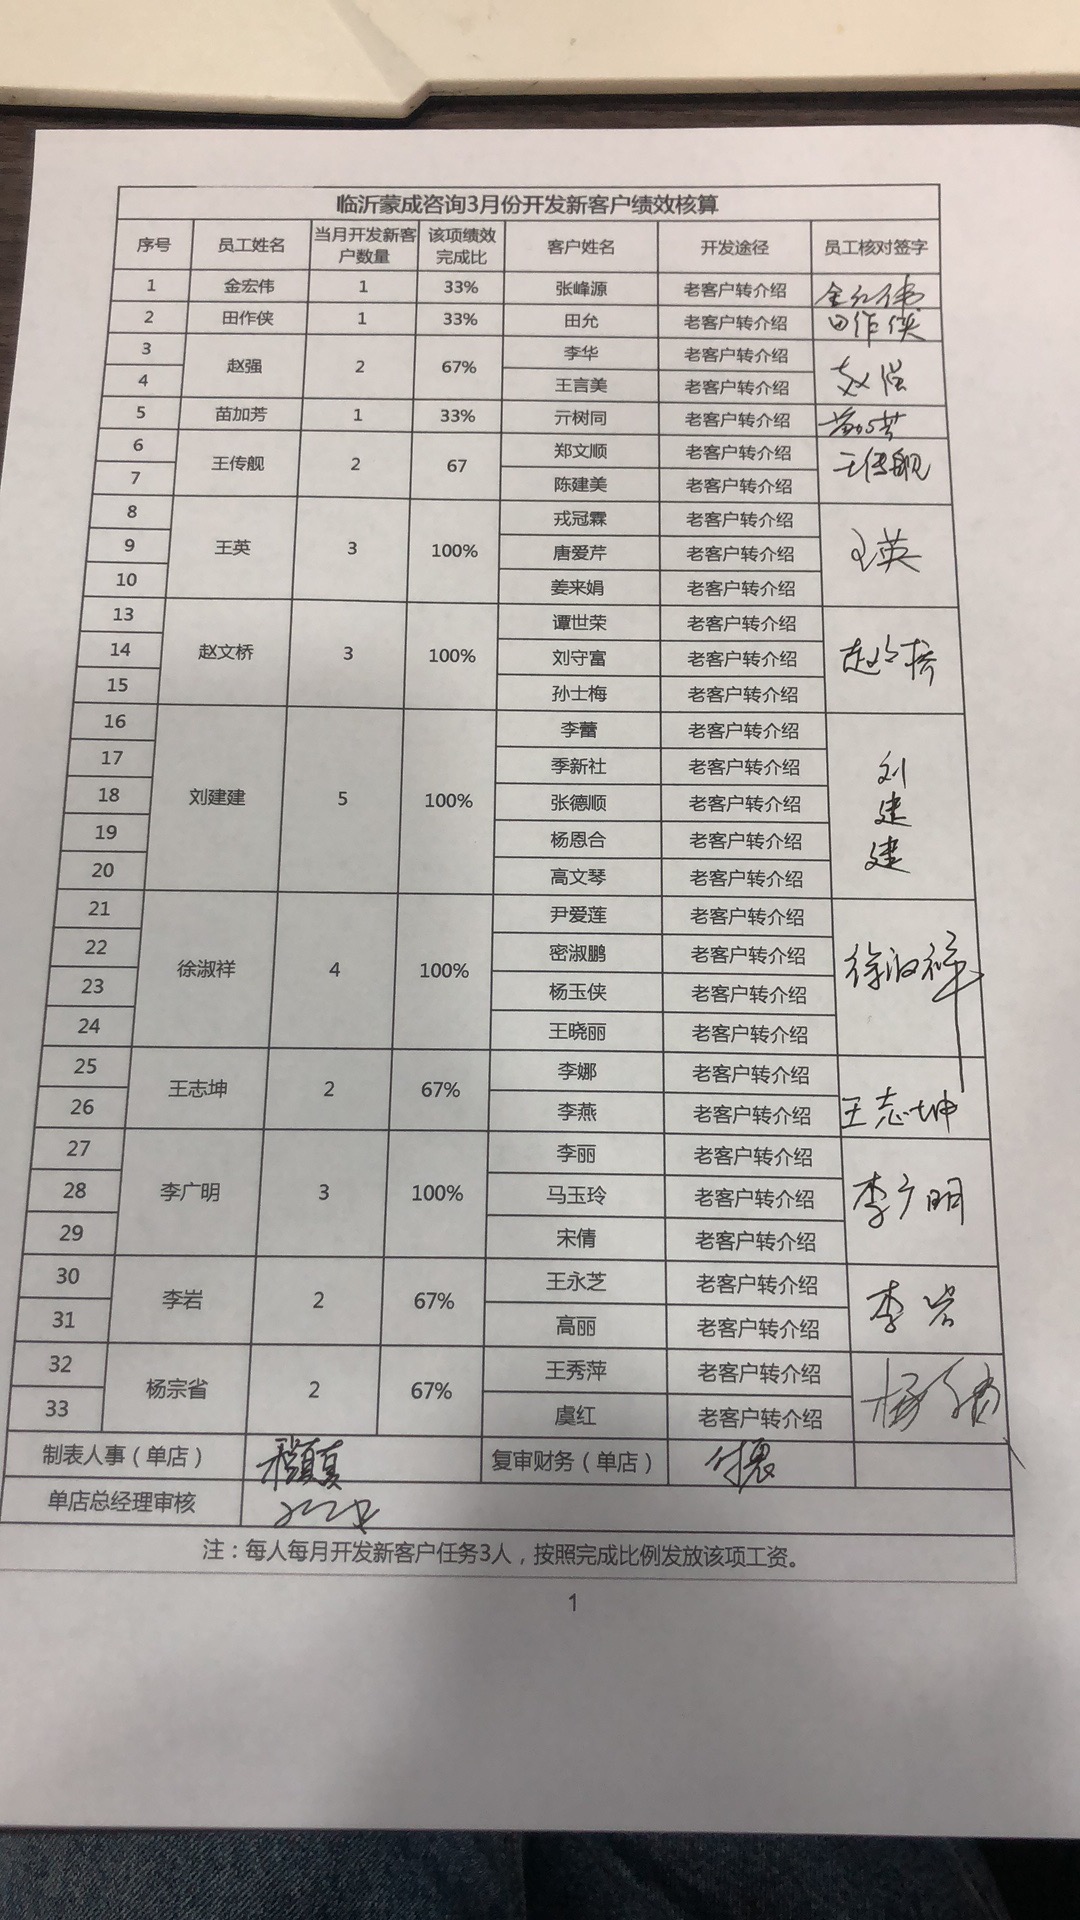 临沂蒙成咨询3月份开发新客户绩效核算
序号 员工姓名 当月开发新客户数量 该项绩效完成比 客户姓名 开发途径 员工核对签字
1 金宏伟 1 33% 张峰源 老客户转介绍 金红伟
2 田作侠 1 33% 田允 老客户转介绍 田作侠
3 赵强 2 67% 李华 老客户转介绍 赵强
4 王言美 老客户转介绍
5 苗加芳 1 33% 亓树同 老客户转介绍 苗加芳
6 王传舰 2 67 郑文顺 老客户转介绍 王传舰
7 陈建美 老客户转介绍
8 王英 3 100% 戎冠霖 老客户转介绍 王英
9 唐爱芹 老客户转介绍
10 姜来娟 老客户转介绍
13 赵文桥 3 100% 谭世荣 老客户转介绍 赵文桥
14 刘守富 老客户转介绍
15 孙士梅 老客户转介绍
16 刘建建 5 100% 李蕾 老客户转介绍 刘建建
17 季新社 老客户转介绍
18 张德顺 老客户转介绍
19 杨恩合 老客户转介绍
20 高文琴 老客户转介绍
21 徐淑祥 4 100% 尹爱莲 老客户转介绍 徐淑祥
22 密淑鹏 老客户转介绍
23 杨玉侠 老客户转介绍
24 王晓丽 老客户转介绍
25 王志坤 2 67% 李娜 老客户转介绍 王志坤
26 李燕 老客户转介绍
27 李广明 3 100% 李丽 老客户转介绍 李广明
28 马玉玲 老客户转介绍
29 宋倩 老客户转介绍
30 李岩 2 67% 王永芝 老客户转介绍 李岩
31 高丽 老客户转介绍
32 杨宗省 2 67% 王秀萍 老客户转介绍
33 虞红 老客户转介绍
制表人事（单店） 复审财务（单店）
单店总经理审核
注：每人每月开发新客户任务3人，按照完成比例发放该项工资。
1